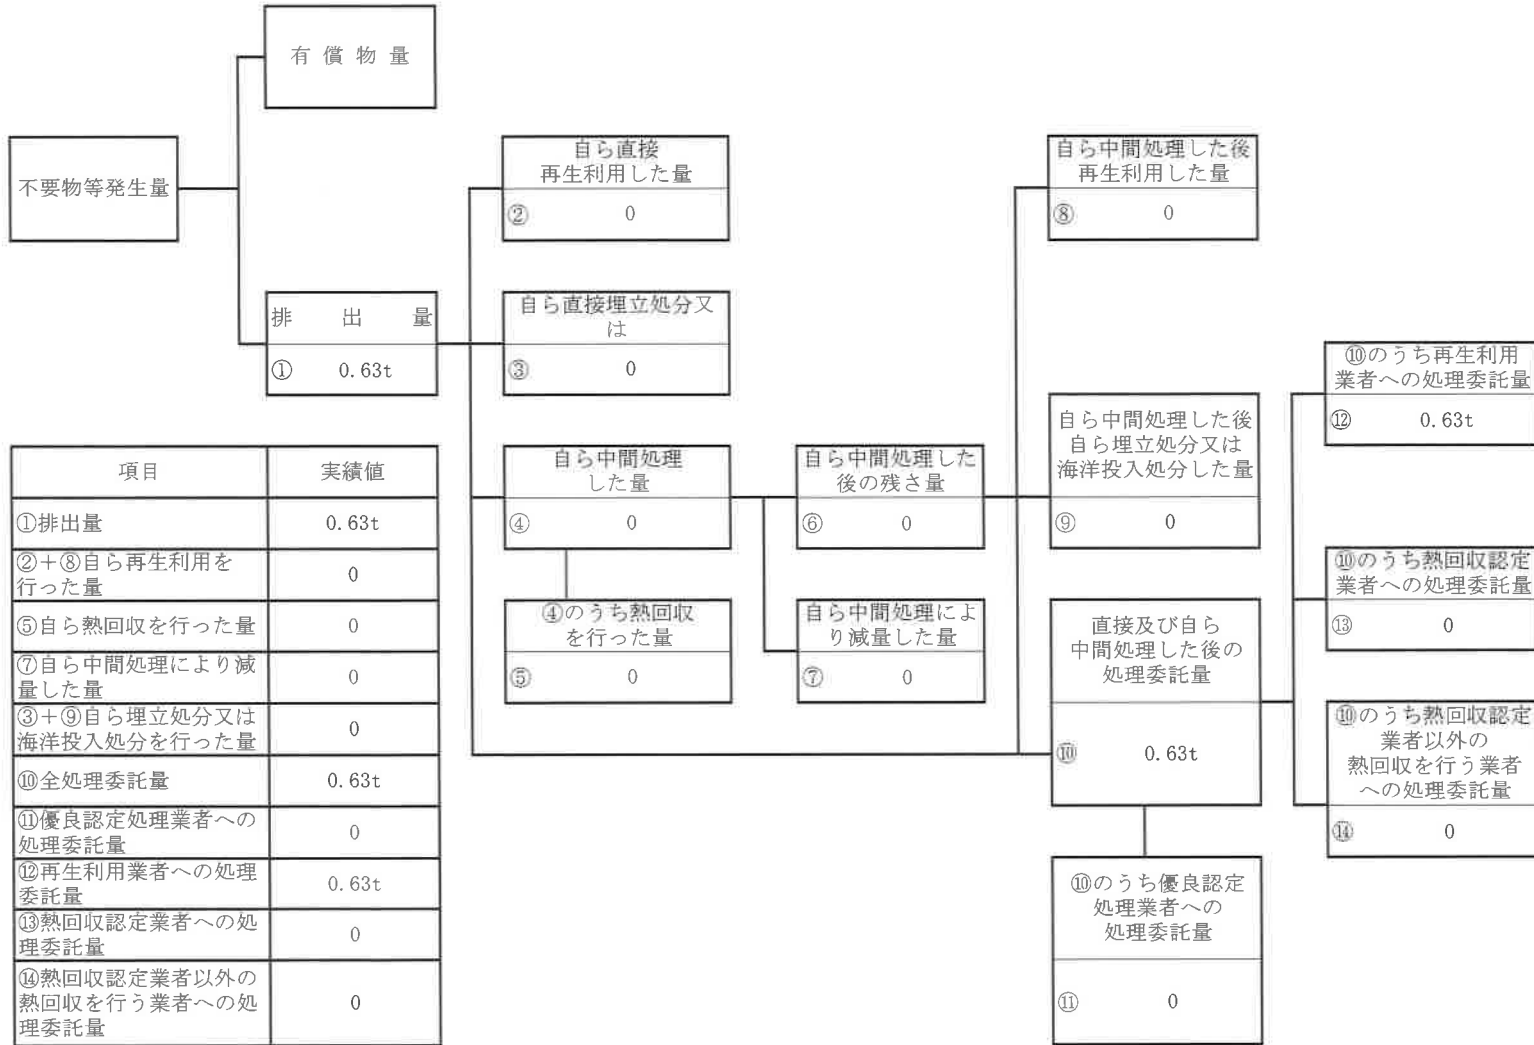 有償物量
不要物等発生量
自ら直接
再生利用した量
② 0
自ら中間処理した後
再生利用した量
⑧ 0
排出量
① 0.63t
自ら直接埋立処分又
は
③ 0
⑩のうち再生利用
業者への処理委託量
⑫ 0.63t
自ら中間処理
した量
④ 0
自ら中間処理した
後の残さ量
⑥ 0
自ら中間処理した後
自ら埋立処分又は
海洋投入処分した量
⑨ 0
⑩のうち熱回収認定
業者への処理委託量
⑬ 0
④のうち熱回収
を行った量
⑤ 0
自ら中間処理によ
り減量した量
⑦ 0
直接及び自ら
中間処理した後の
処理委託量
⑩ 0.63t
⑩のうち熱回収認定
業者以外の
熱回収を行う業者
への処理委託量
⑭ 0
⑩のうち優良認定
処理業者への
処理委託量
⑪ 0
項目 実績値
①排出量 0.63t
②+⑧自ら再生利用を
行った量 0
⑤自ら熱回収を行った量 0
⑦自ら中間処理により減
量した量 0
③+⑨自ら埋立処分又は
海洋投入処分を行った量 0
⑩全処理委託量 0.63t
⑪優良認定処理業者への
処理委託量 0
⑫再生利用業者への処理
委託量 0.63t
⑬熱回収認定業者への処
理委託量 0
⑭熱回収認定業者以外の
熱回収を行う業者への処
理委託量 0